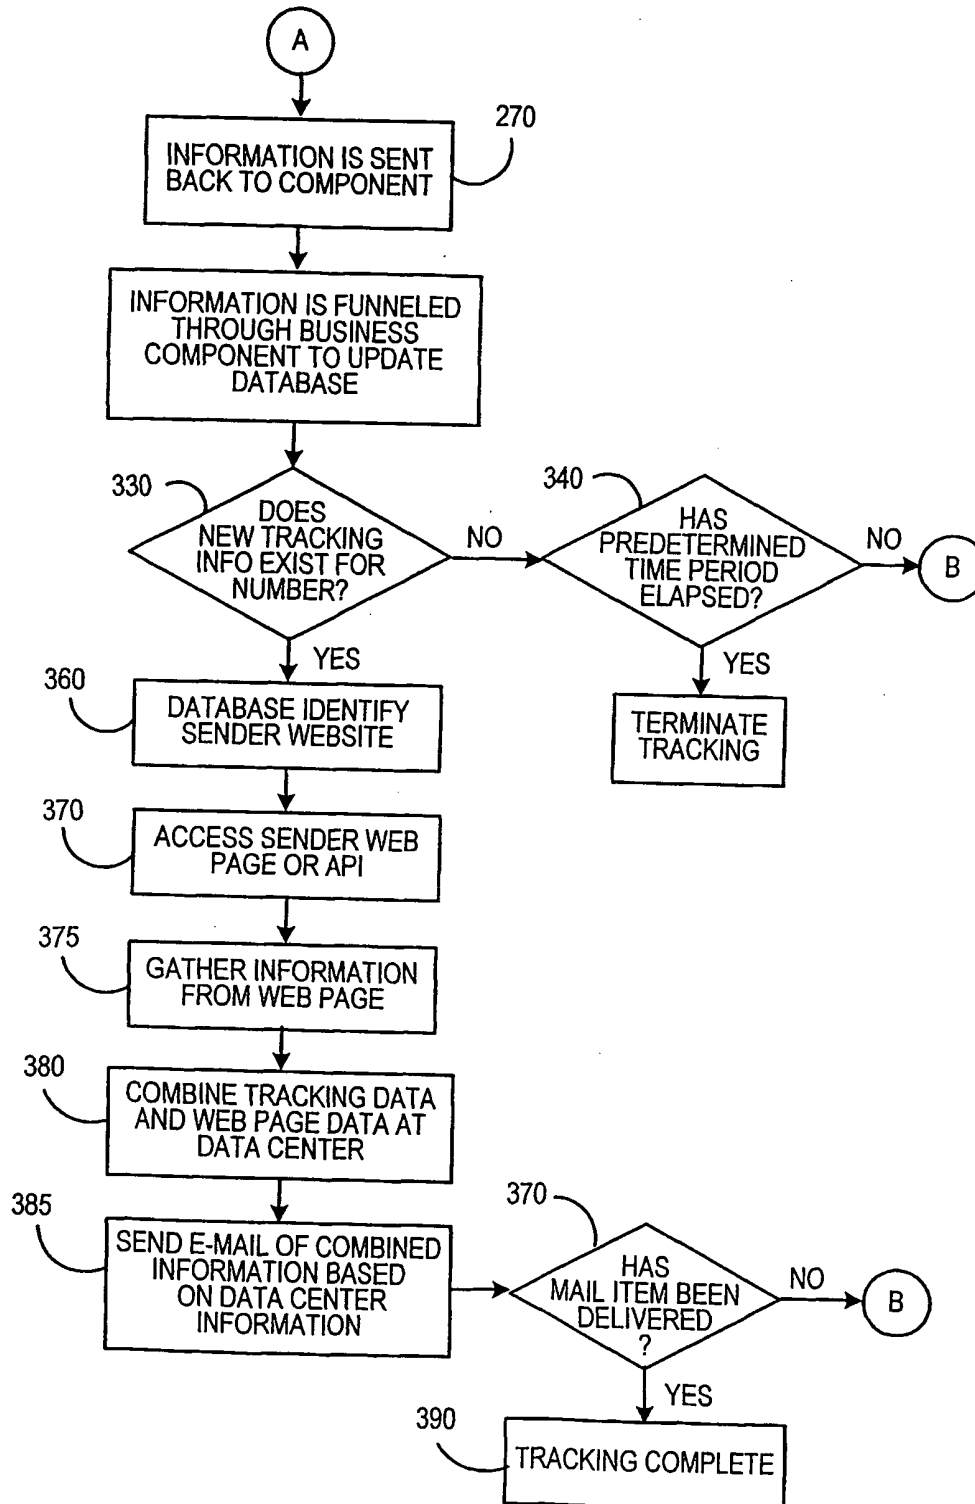 A
270
INFORMATION IS SENT
BACK TO COMPONENT
INFORMATION IS FUNNELED
THROUGH BUSINESS
COMPONENT TO UPDATE
DATABASE
330
DOES
NEW TRACKING
INFO EXIST FOR
NUMBER?
NO
340
HAS
PREDETERMINED
TIME PERIOD
ELAPSED?
NO
B
YES
YES
360
DATABASE IDENTIFY
SENDER WEBSITE
TERMINATE
TRACKING
370
ACCESS SENDER WEB
PAGE OR API
375
GATHER INFORMATION
FROM WEB PAGE
380
COMBINE TRACKING DATA
AND WEB PAGE DATA AT
DATA CENTER
385
SEND E-MAIL OF COMBINED
INFORMATION BASED
ON DATA CENTER
INFORMATION
370
HAS
MAIL ITEM BEEN
DELIVERED
?
NO
B
YES
390
TRACKING COMPLETE